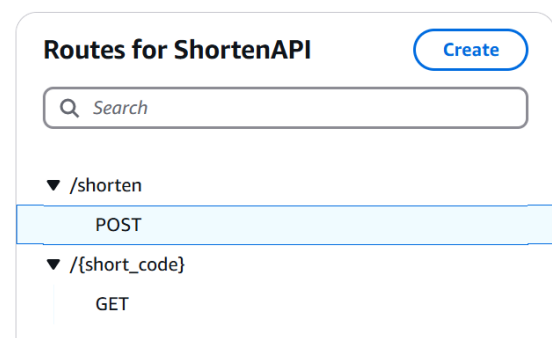 Routes for ShortenAPI
Create
Search
/shorten
POST
/{short_code}
GET